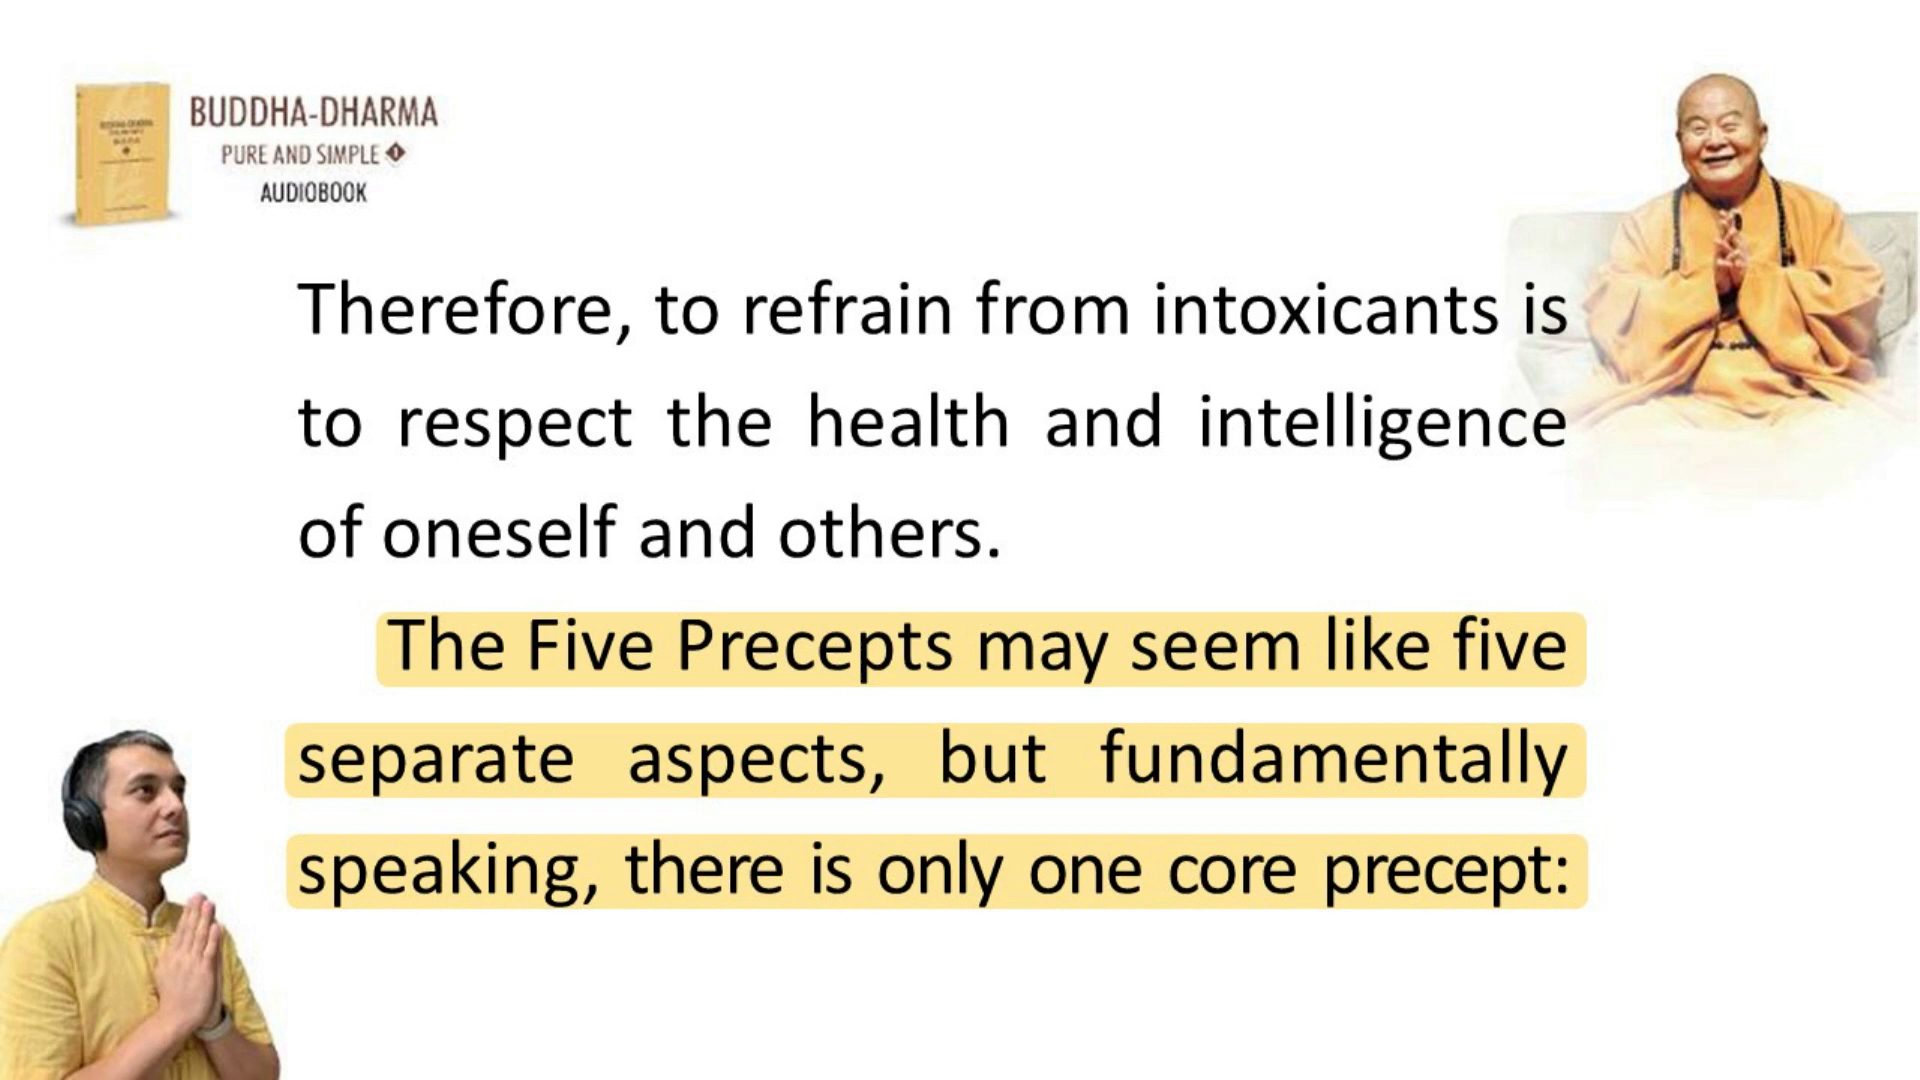 BUDDHA-DHARMA
PURE AND SIMPLE 1
AUDIOBOOK
Therefore, to refrain from intoxicants is
to respect the health and intelligence
of oneself and others.
The Five Precepts may seem like five
separate aspects, but fundamentally
speaking, there is only one core precept: